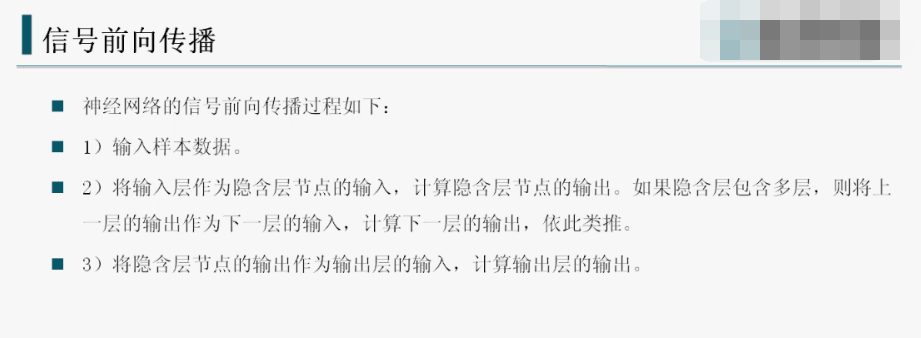 信号前向传播
神经网络的信号前向传播过程如下：
1）输入样本数据。
2）将输入层作为隐含层节点的输入，计算隐含层节点的输出。如果隐含层包含多层，则将上
一层的输出作为下一层的输入，计算下一层的输出，依此类推。
3）将隐含层节点的输出作为输出层的输入，计算输出层的输出。